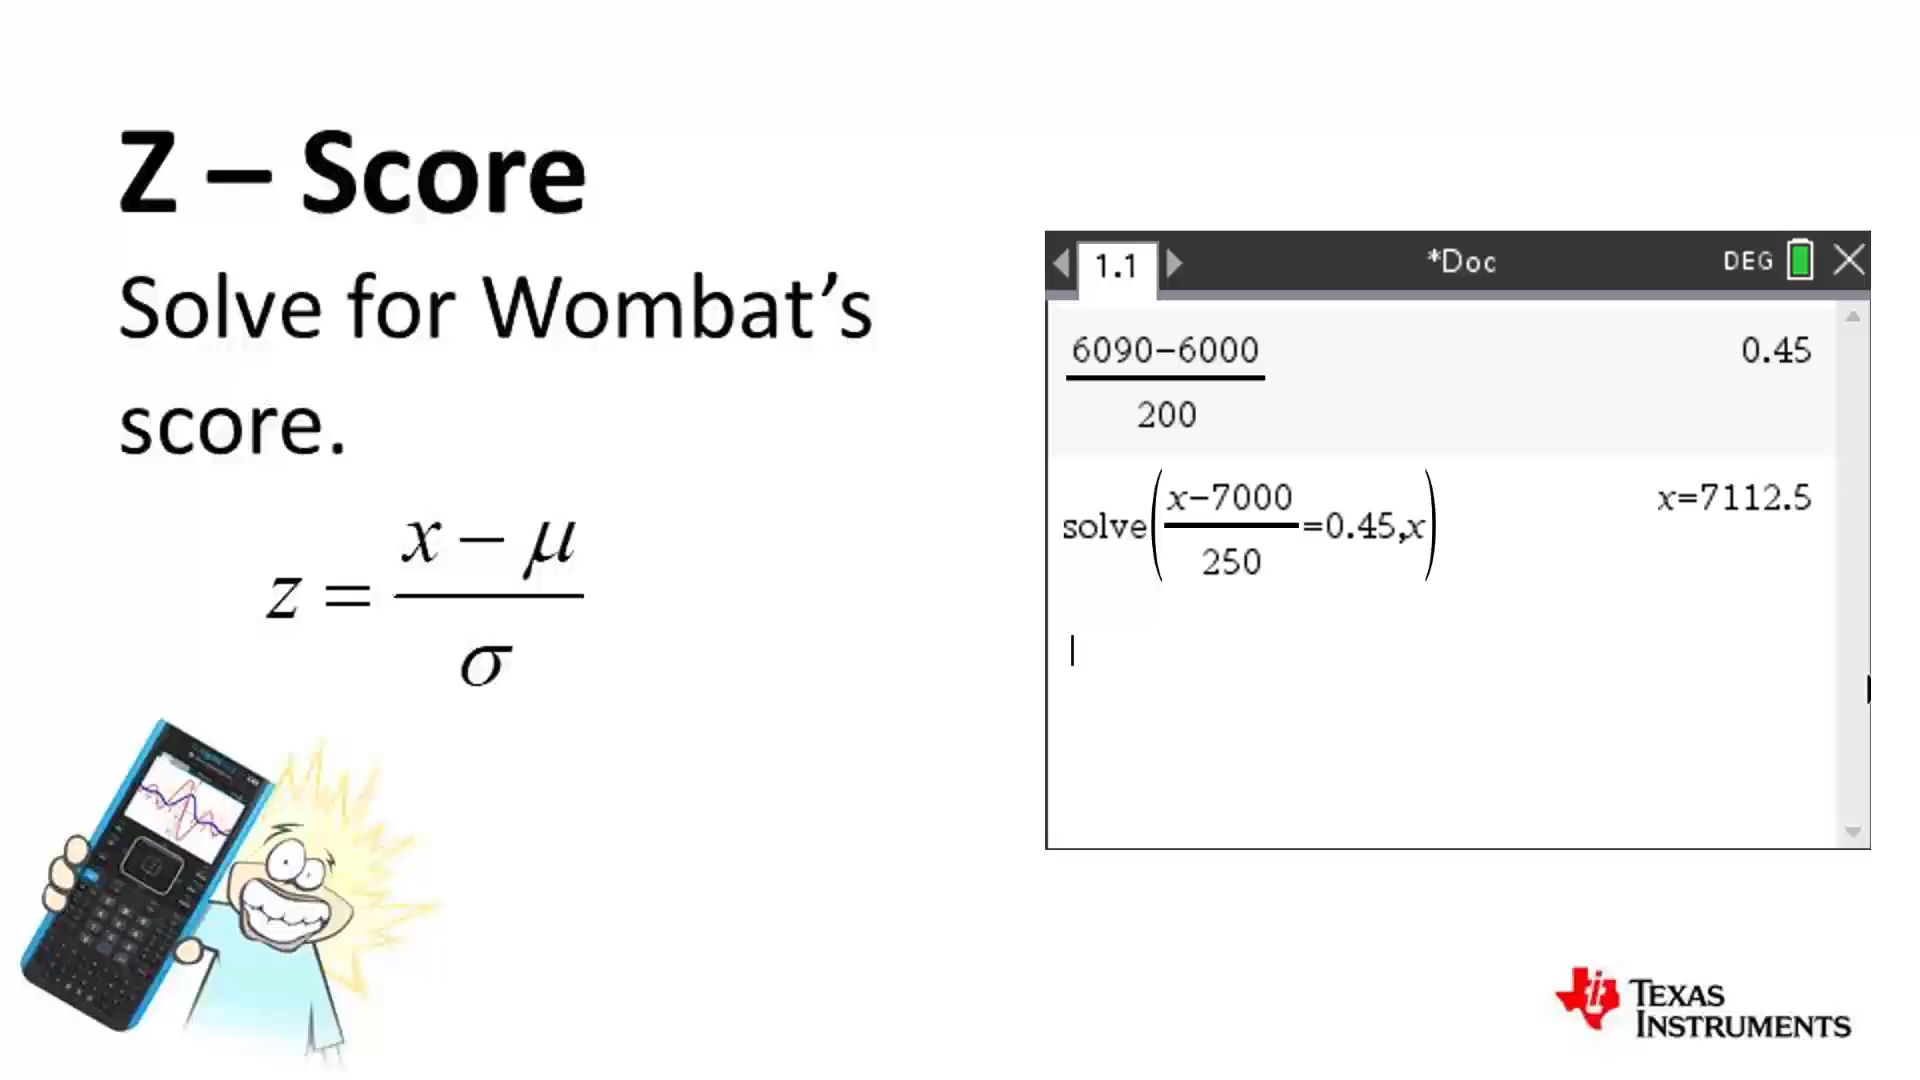 Z – Score
Solve for Wombat’s
score.
z = x − μ
σ
1.1
*Doc
DEG
6090−6000
200
0.45
solve(x−7000/250=0.45,x)
x=7112.5
TEXAS
INSTRUMENTS